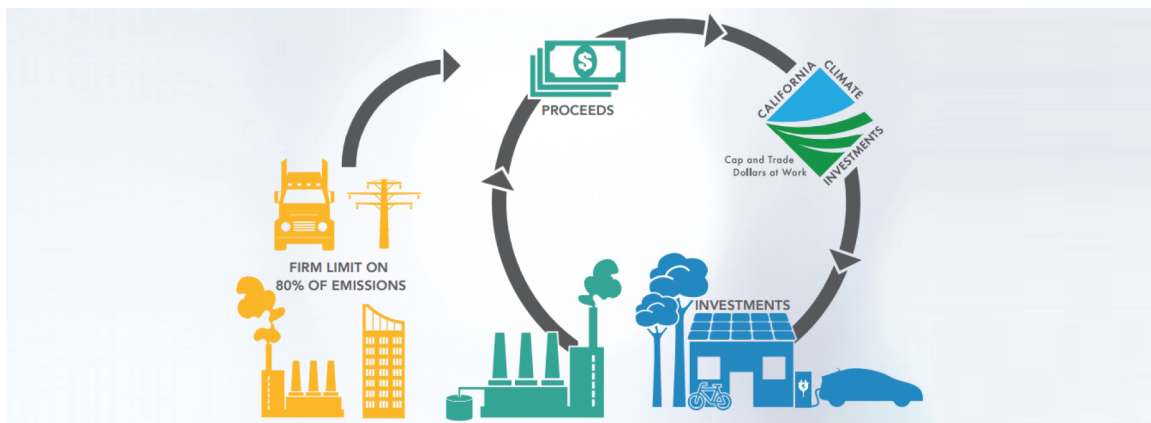 $
PROCEEDS
CALIFORNIA
CLIMATE
INVESTMENTS
Cap and Trade
Dollars at Work
FIRM LIMIT ON
80% OF EMISSIONS
INVESTMENTS